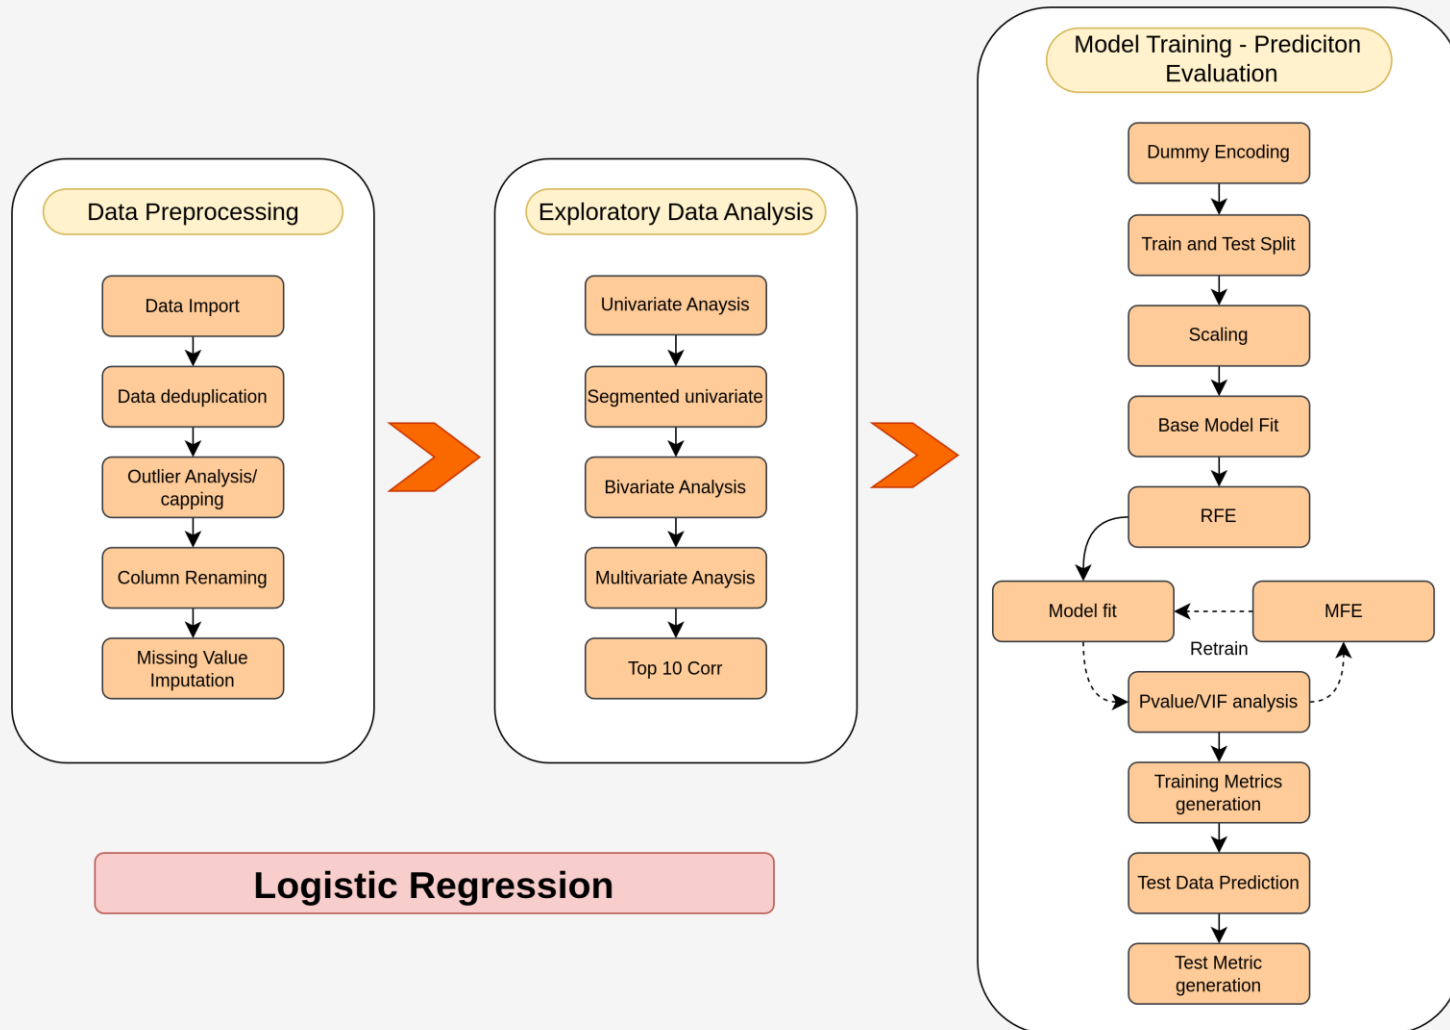 Data Preprocessing
Data Import
Data deduplication
Outlier Analysis/
capping
Column Renaming
Missing Value
Imputation
Exploratory Data Analysis
Univariate Anaysis
Segmented univariate
Bivariate Analysis
Multivariate Anaysis
Top 10 Corr
Model Training - Prediciton
Evaluation
Dummy Encoding
Train and Test Split
Scaling
Base Model Fit
RFE
Model fit
MFE
Retrain
Pvalue/VIF analysis
Training Metrics
generation
Test Data Prediction
Test Metric
generation
Logistic Regression